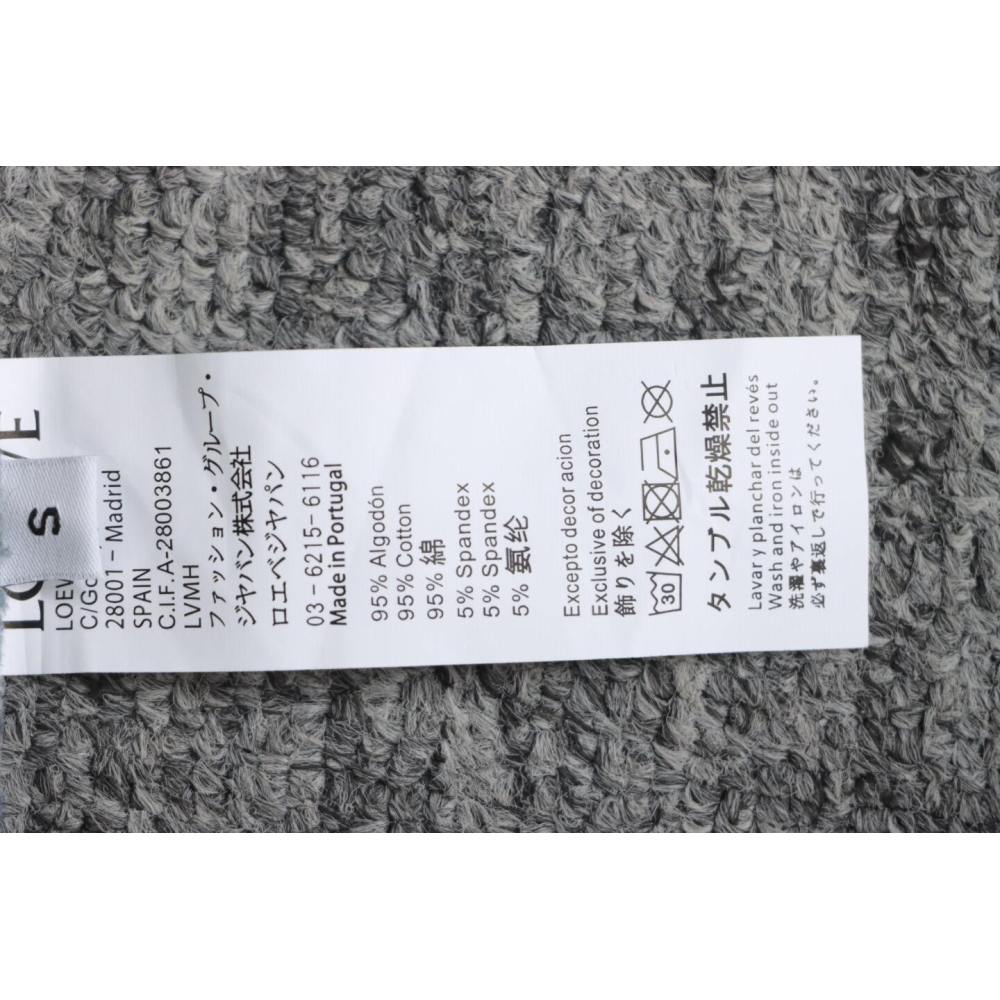 S
LOEW
C/Go
28001 - Madrid
SPAIN
C.I.F. A-28003861
LVMH
ファッション・グループ・
ジャパン株式会社
ロエベジャパン
03 - 6215 - 6116
Made in Portugal
95% Algodón
95% Cotton
95% 綿
5% Spandex
5% Spandex
5% 氨纶
Excepto decor acion
Exclusive of decoration
飾りを除く
30
タンブル乾燥禁止
Lavar y planchar del revés
Wash and iron inside out
洗濯やアイロンは
必ず裏返しで行ってください。